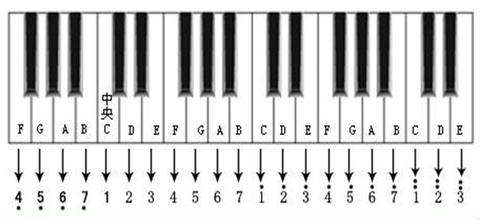 中央
F G A B C D E F G A B C D E F G A B C D E
4̣ 5̣ 6̣ 7̣ 1 2 3 4 5 6 7 1̇ 2̇ 3̇ 4̇ 5̇ 6̇ 7̇ 1̈ 2̈ 3̈